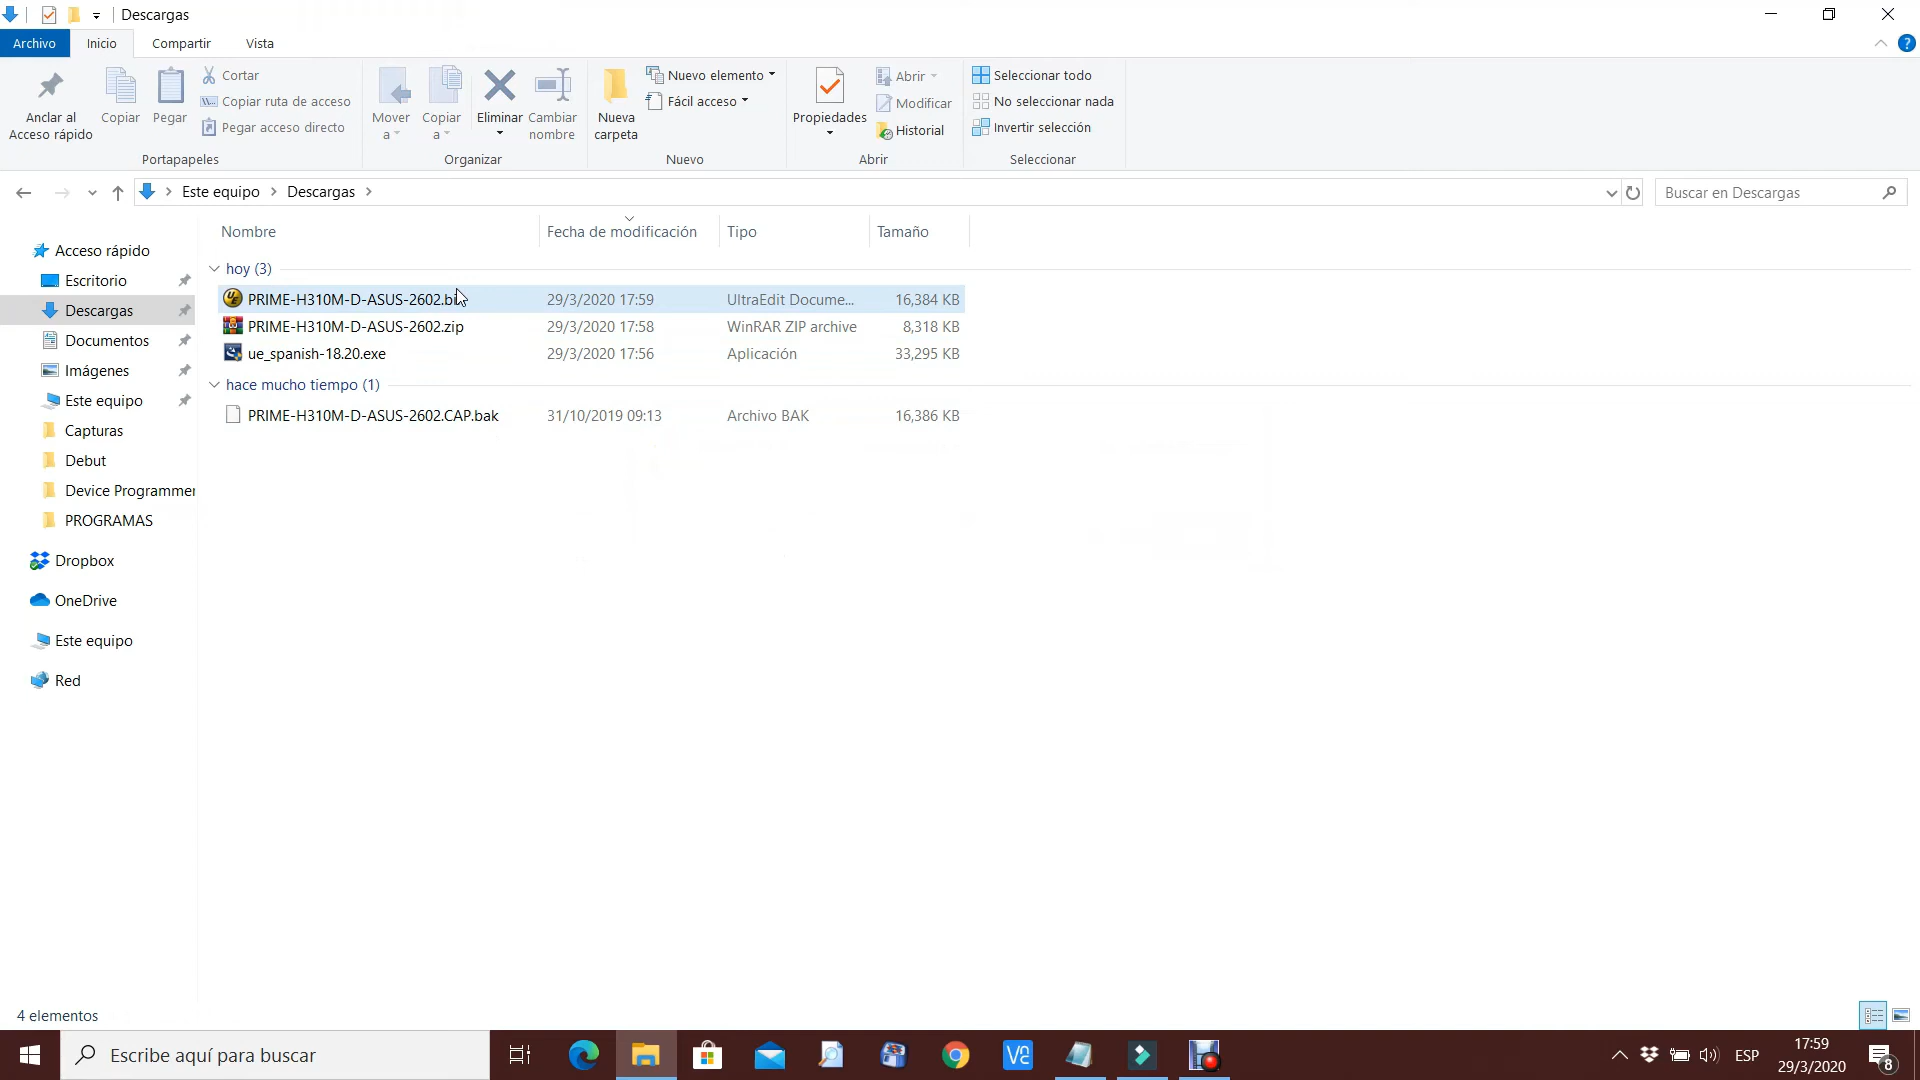 Descargas
Archivo Inicio Compartir Vista
Anclar al Acceso rápido
Copiar
Pegar
Cortar
Copiar ruta de acceso
Pegar acceso directo
Portapapeles
Mover a
Copiar a
Eliminar
Cambiar nombre
Organizar
Nueva carpeta
Nuevo elemento
Fácil acceso
Nuevo
Propiedades
Abrir
Modificar
Historial
Abrir
Seleccionar todo
No seleccionar nada
Invertir selección
Seleccionar
Este equipo > Descargas >
Buscar en Descargas
Acceso rápido
Escritorio
Descargas
Documentos
Imágenes
Este equipo
Capturas
Debut
Device Programmer
PROGRAMAS
Dropbox
OneDrive
Este equipo
Red
Nombre Fecha de modificación Tipo Tamaño
hoy (3)
PRIME-H310M-D-ASUS-2602.bin 29/3/2020 17:59 UltraEdit Docume... 16,384 KB
PRIME-H310M-D-ASUS-2602.zip 29/3/2020 17:58 WinRAR ZIP archive 8,318 KB
ue_spanish-18.20.exe 29/3/2020 17:56 Aplicación 33,295 KB
hace mucho tiempo (1)
PRIME-H310M-D-ASUS-2602.CAP.bak 31/10/2019 09:13 Archivo BAK 16,386 KB
4 elementos
Escribe aquí para buscar
ESP
17:59
29/3/2020
8